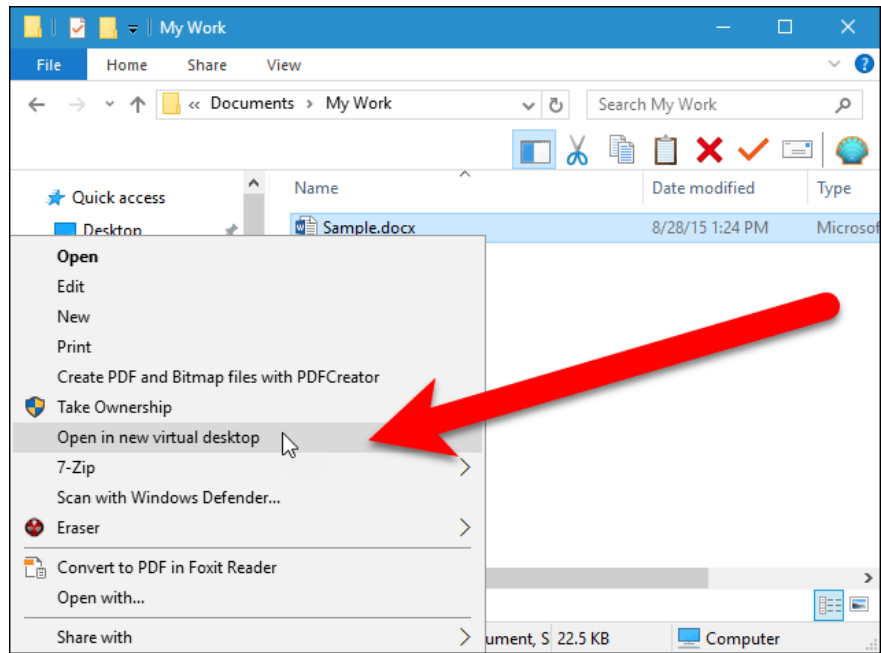 My Work
File Home Share View
« Documents > My Work
Search My Work
Quick access
Name Date modified Type
Desktop
Sample.docx 8/28/15 1:24 PM Microsof
Open
Edit
New
Print
Create PDF and Bitmap files with PDFCreator
Take Ownership
Open in new virtual desktop
7-Zip
Scan with Windows Defender...
Eraser
Convert to PDF in Foxit Reader
Open with...
Share with
ument, S 22.5 KB Computer